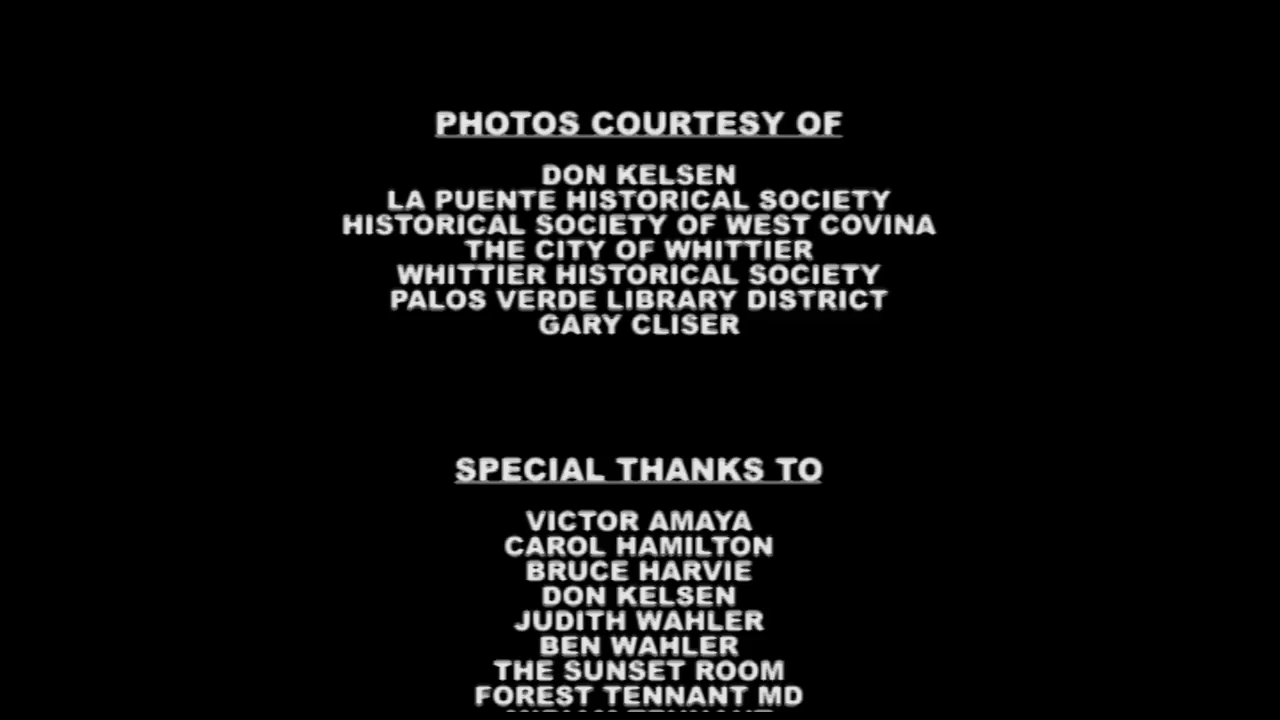 PHOTOS COURTESY OF
DON KELSEN
LA PUENTE HISTORICAL SOCIETY
HISTORICAL SOCIETY OF WEST COVINA
THE CITY OF WHITTIER
WHITTIER HISTORICAL SOCIETY
PALOS VERDE LIBRARY DISTRICT
GARY CLISER
SPECIAL THANKS TO
VICTOR AMAYA
CAROL HAMILTON
BRUCE HARVIE
DON KELSEN
JUDITH WAHLER
BEN WAHLER
THE SUNSET ROOM
FOREST TENNANT MD
TENNANT